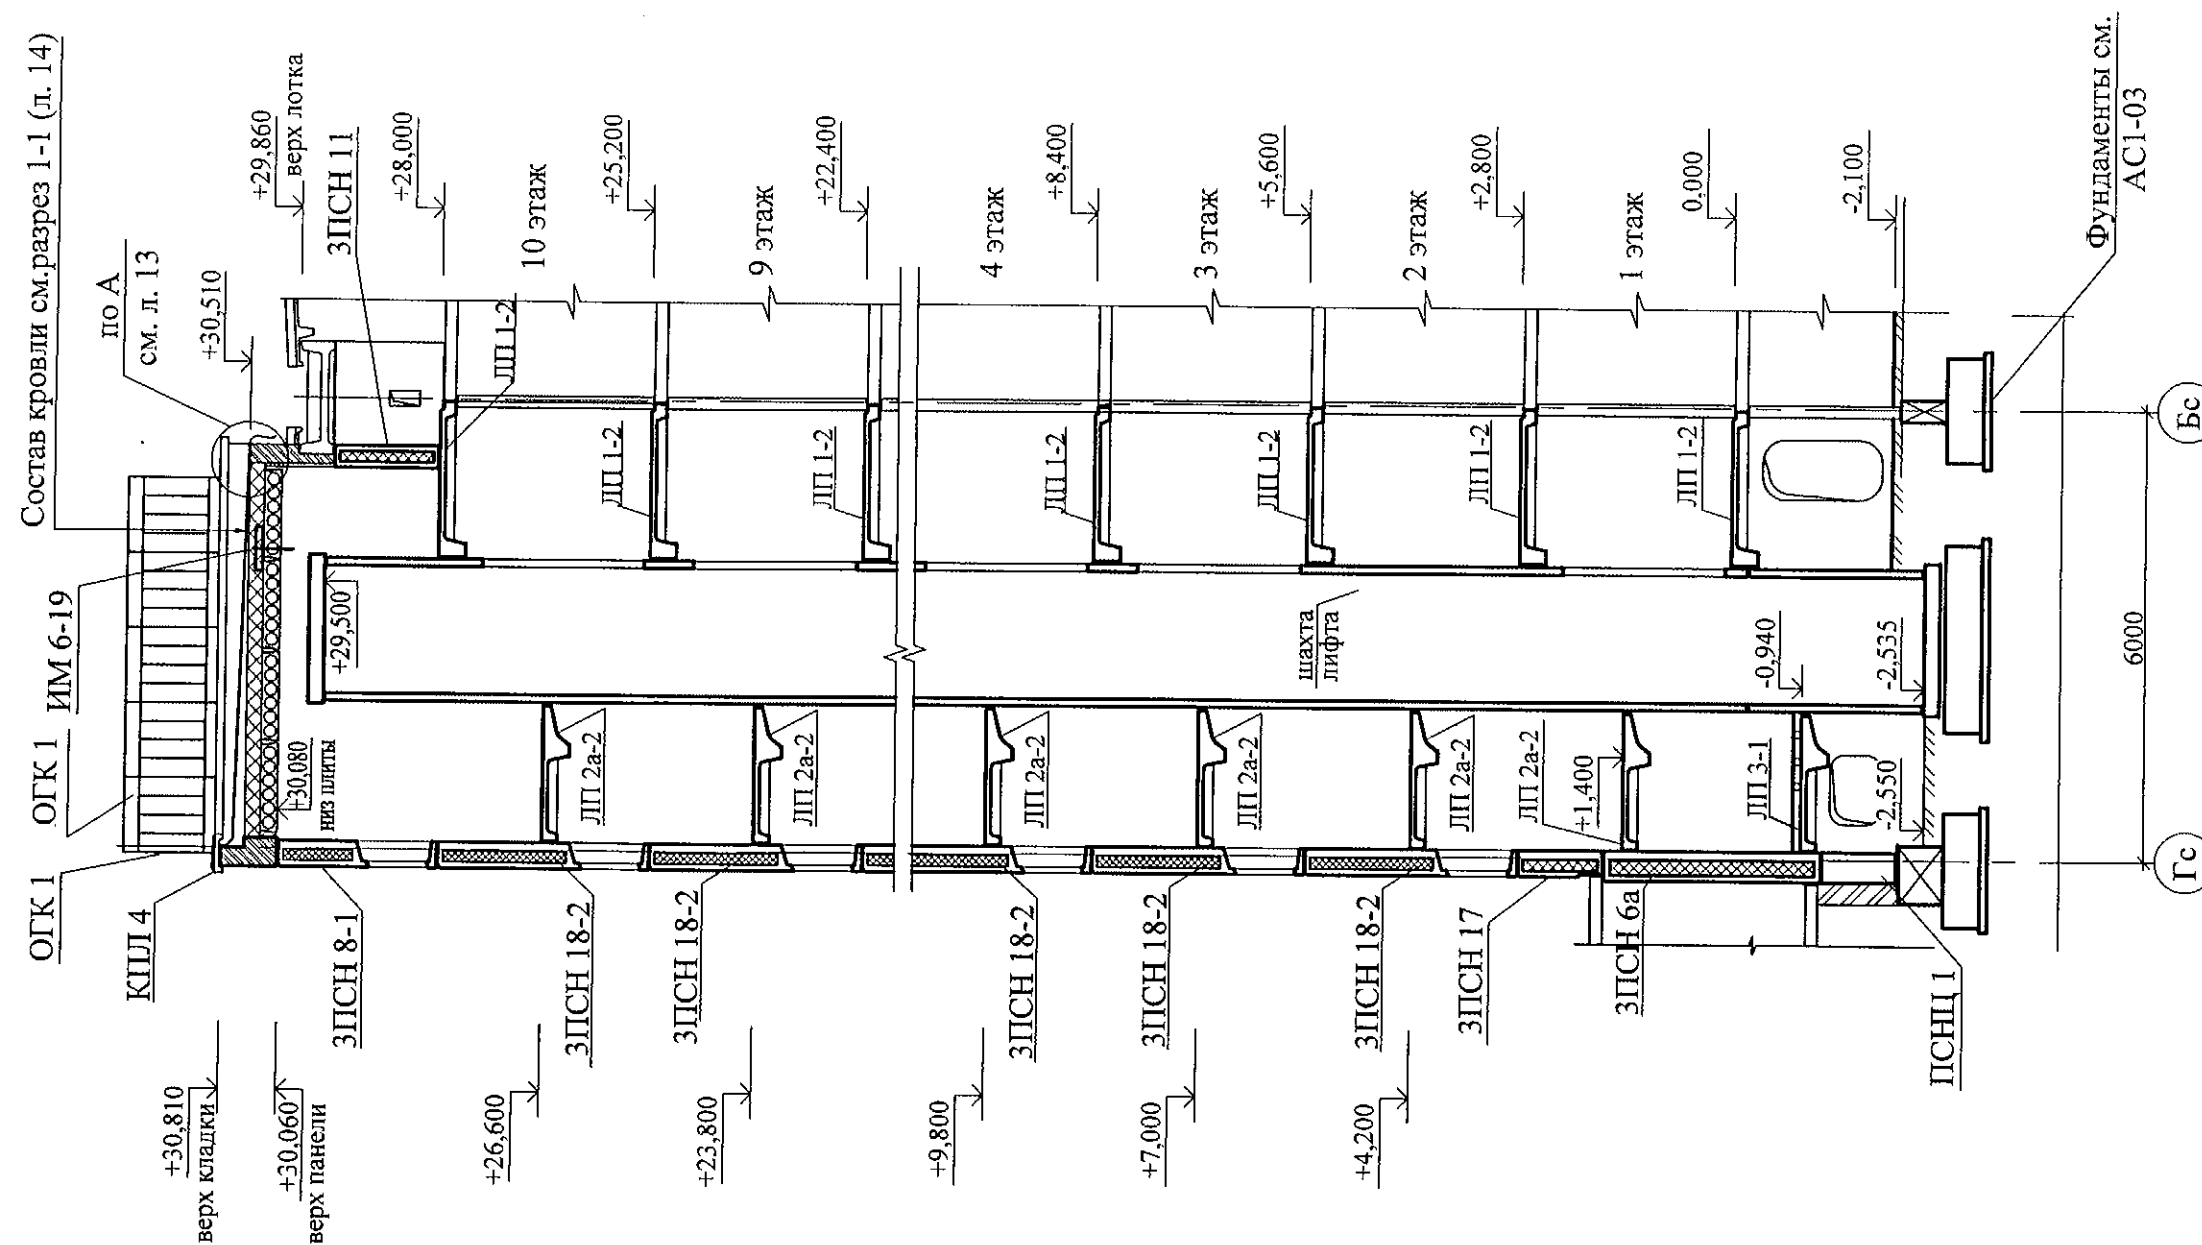 Состав кровли см.разрез 1-1 (л. 14)
по А
см. л. 13
+29,860
верх лотка
3ПСН 11
+28,000
10 этаж
+25,200
9 этаж
+22,400
4 этаж
+8,400
3 этаж
+5,600
2 этаж
+2,800
1 этаж
0,000
-2,100
Фундаменты см.
АС1-03
+30,510
ЛП 1-2
ЛП 1-2
ЛП 1-2
ЛП 1-2
ЛП 1-2
ЛП 1-2
ЛП 1-2
Бс
ИМ 6-19
+29,500
шахта
лифта
-0,940
-2,535
6000
ОГК 1
+30,080
низ плиты
ЛП 2а-2
ЛП 2а-2
ЛП 2а-2
ЛП 2а-2
ЛП 2а-2
ЛП 2а-2
+1,400
ЛП 3-1
-2,550
Гс
ОГК 1
КПЛ 4
3ПСН 8-1
3ПСН 18-2
3ПСН 18-2
3ПСН 18-2
3ПСН 18-2
3ПСН 18-2
3ПСН 17
3ПСН 6а
ПСНЦ 1
+30,810
верх кладки
+30,060
верх панели
+26,600
+23,800
+9,800
+7,000
+4,200